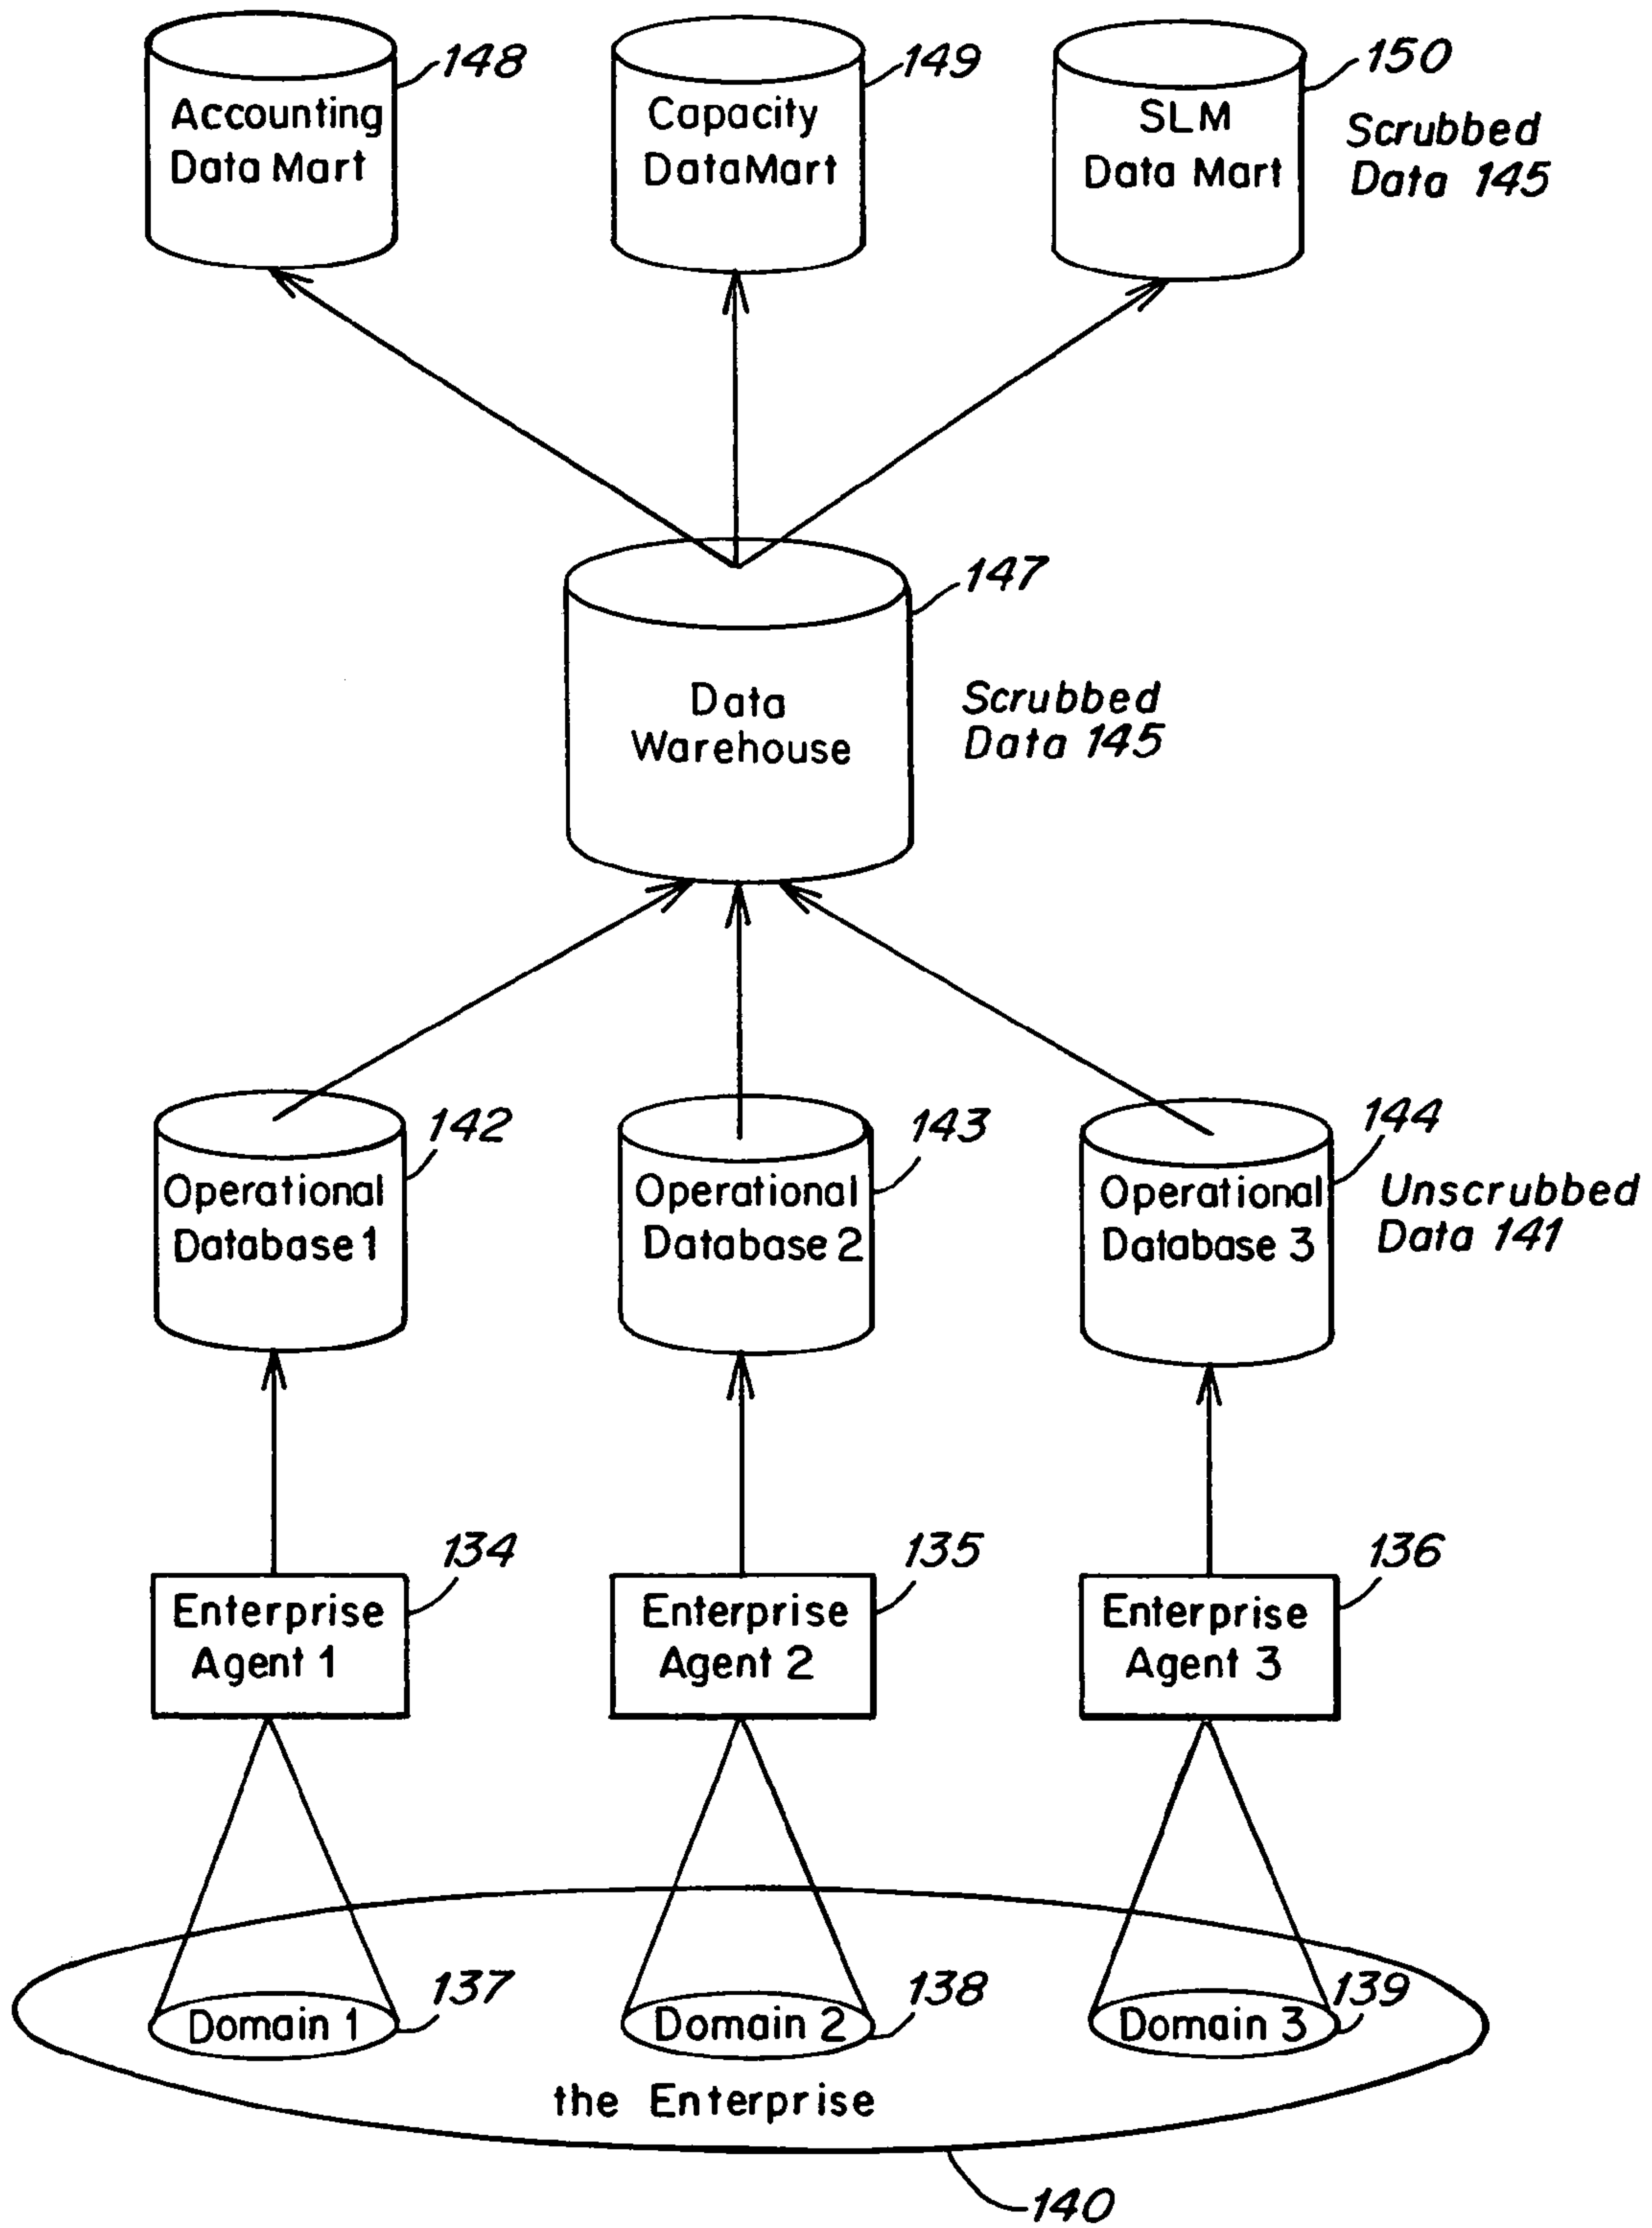 148
149
150
Accounting
Data Mart
Capacity
DataMart
SLM
Data Mart
Scrubbed
Data 145
147
Data
Warehouse
Scrubbed
Data 145
142
143
144
Operational
Database 1
Operational
Database 2
Operational
Database 3
Unscrubbed
Data 141
134
135
136
Enterprise
Agent 1
Enterprise
Agent 2
Enterprise
Agent 3
137
138
139
Domain 1
Domain 2
Domain 3
the Enterprise
140